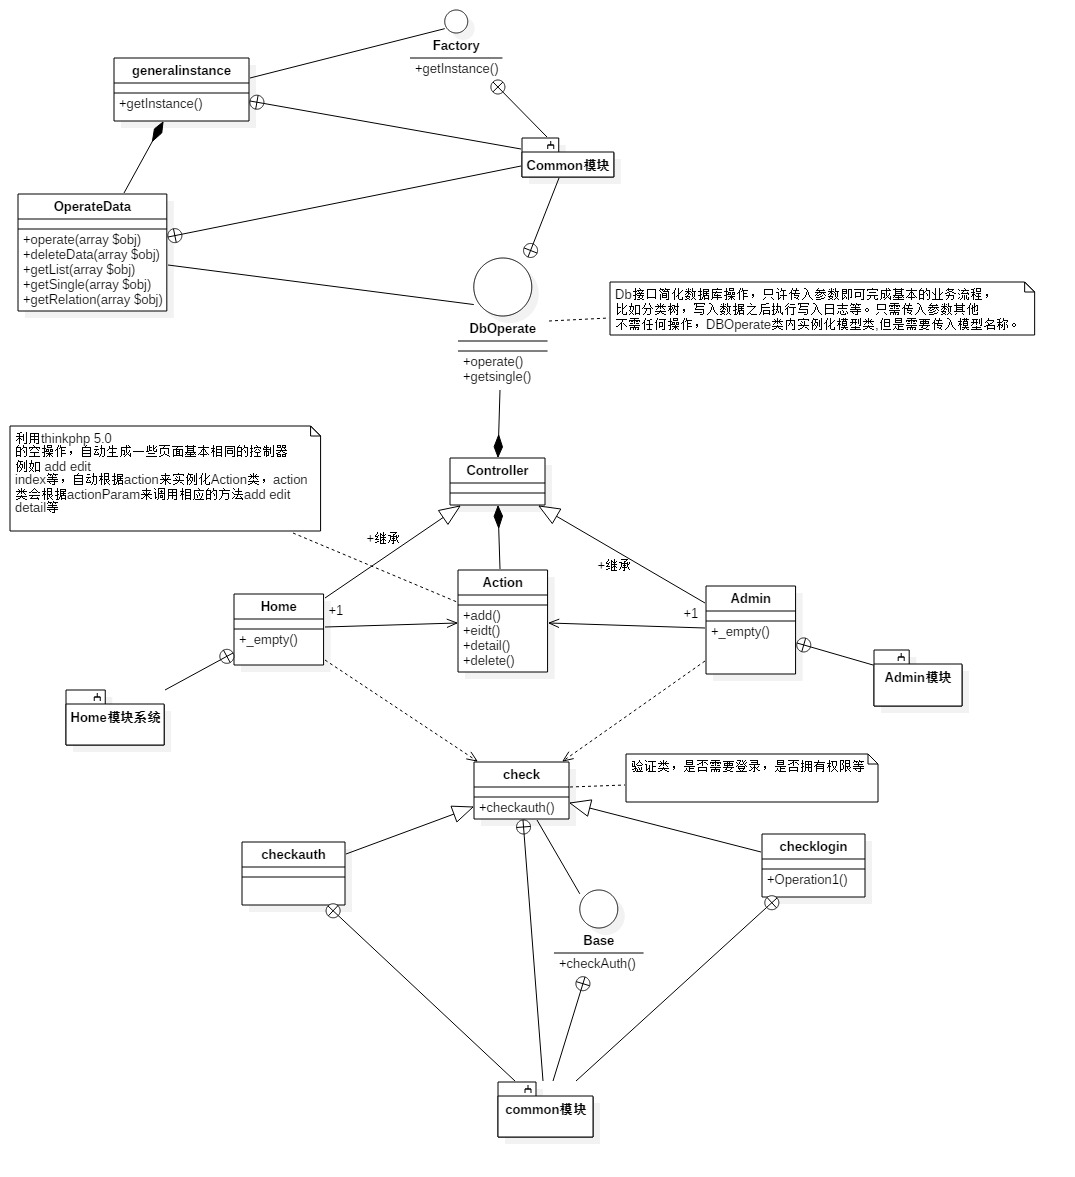 Factory
+getInstance()
generalinstance
+getInstance()
Common模块
OperateData
+operate(array $obj)
+deleteData(array $obj)
+getList(array $obj)
+getSingle(array $obj)
+getRelation(array $obj)
DbOperate
+operate()
+getsingle()
Db接口简化数据库操作，只许传入参数即可完成基本的业务流程，
比如分类树，写入数据之后执行写入日志等。只需传入参数其他
不需任何操作，DBOperate类内实例化模型类,但是需要传入模型名称。
利用thinkphp 5.0
的空操作，自动生成一些页面基本相同的控制器
例如 add edit
index等，自动根据action来实例化Action类，action
类会根据actionParam来调用相应的方法add edit
detail等
Controller
+继承
+继承
Action
+add()
+eidt()
+detail()
+delete()
Home
+_empty()
+1
Admin
+_empty()
+1
Home模块系统
Admin模块
check
+checkauth()
验证类，是否需要登录，是否拥有权限等
checkauth
checklogin
+Operation1()
Base
+checkAuth()
common模块